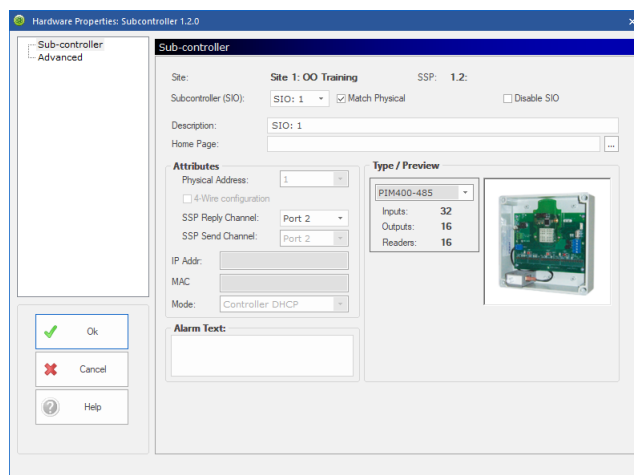 Hardware Properties: Subcontroller 1.2.0
Sub-controller
Advanced
Sub-controller
Site: Site 1: OO Training SSP: 1.2:
Subcontroller (SIO): SIO: 1 Match Physical Disable SIO
Description: SIO: 1
Home Page: ...
Attributes
Physical Address: 1
4-Wire configuration
SSP Reply Channel: Port 2
SSP Send Channel: Port 2
IP Addr:
MAC
Mode: Controller DHCP
Alarm Text:
Type / Preview
PIM400-485
Inputs: 32
Outputs: 16
Readers: 16
Ok
Cancel
Help